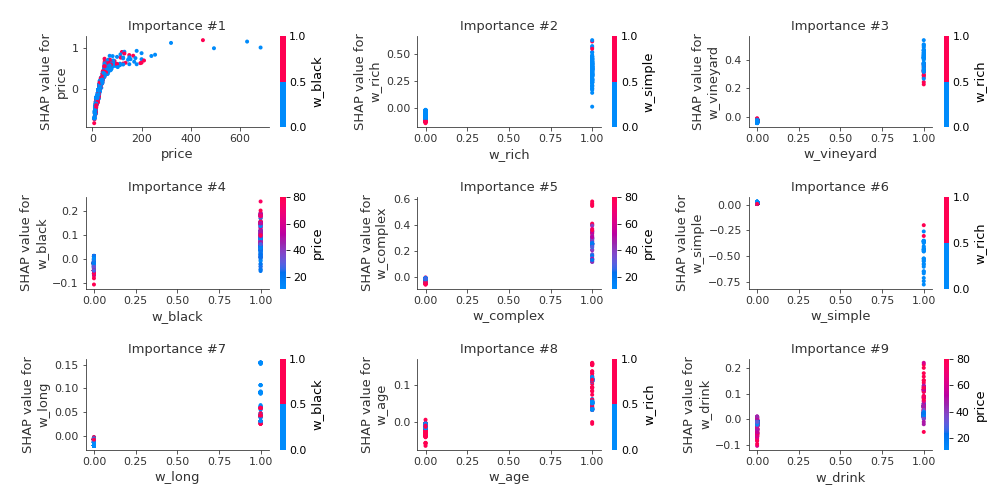 Importance #1
SHAP value for
price
1
0
0
200
400
600
price
1.0
0.5
0.0
w_black
Importance #2
SHAP value for
w_rich
0.50
0.25
0.00
0.00
0.25
0.50
0.75
1.00
w_rich
1.0
0.5
0.0
w_simple
Importance #3
SHAP value for
w_vineyard
0.4
0.2
0.0
0.00
0.25
0.50
0.75
1.00
w_vineyard
1.0
0.5
0.0
w_rich
Importance #4
SHAP value for
w_black
0.2
0.1
0.0
−0.1
0.00
0.25
0.50
0.75
1.00
w_black
80
60
40
20
price
Importance #5
SHAP value for
w_complex
0.6
0.4
0.2
0.0
0.00
0.25
0.50
0.75
1.00
w_complex
80
60
40
20
price
Importance #6
SHAP value for
w_simple
0.00
−0.25
−0.50
−0.75
0.00
0.25
0.50
0.75
1.00
w_simple
1.0
0.5
0.0
w_rich
Importance #7
SHAP value for
w_long
0.15
0.10
0.05
0.00
0.00
0.25
0.50
0.75
1.00
w_long
1.0
0.5
0.0
w_black
Importance #8
SHAP value for
w_age
0.1
0.0
0.00
0.25
0.50
0.75
1.00
w_age
1.0
0.5
0.0
w_rich
Importance #9
SHAP value for
w_drink
0.2
0.1
0.0
−0.1
0.00
0.25
0.50
0.75
1.00
w_drink
80
60
40
20
price